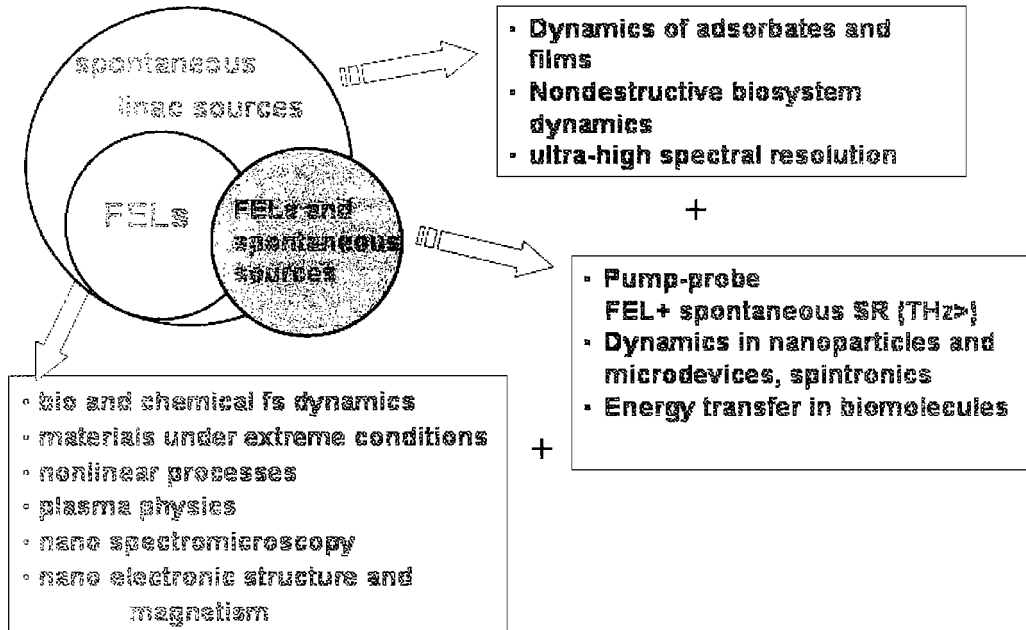 spontaneous
linac sources
FELs
FELs and
spontaneous
sources
• Dynamics of adsorbates and
films
• Nondestructive biosystem
dynamics
• ultra-high spectral resolution
+
• Pump-probe
FEL+ spontaneous SR (THz>)
• Dynamics in nanoparticles and
microdevices, spintronics
• Energy transfer in biomolecules
+
• bio and chemical fs dynamics
• materials under extreme conditions
• nonlinear processes
• plasma physics
• nano spectromicroscopy
• nano electronic structure and
magnetism